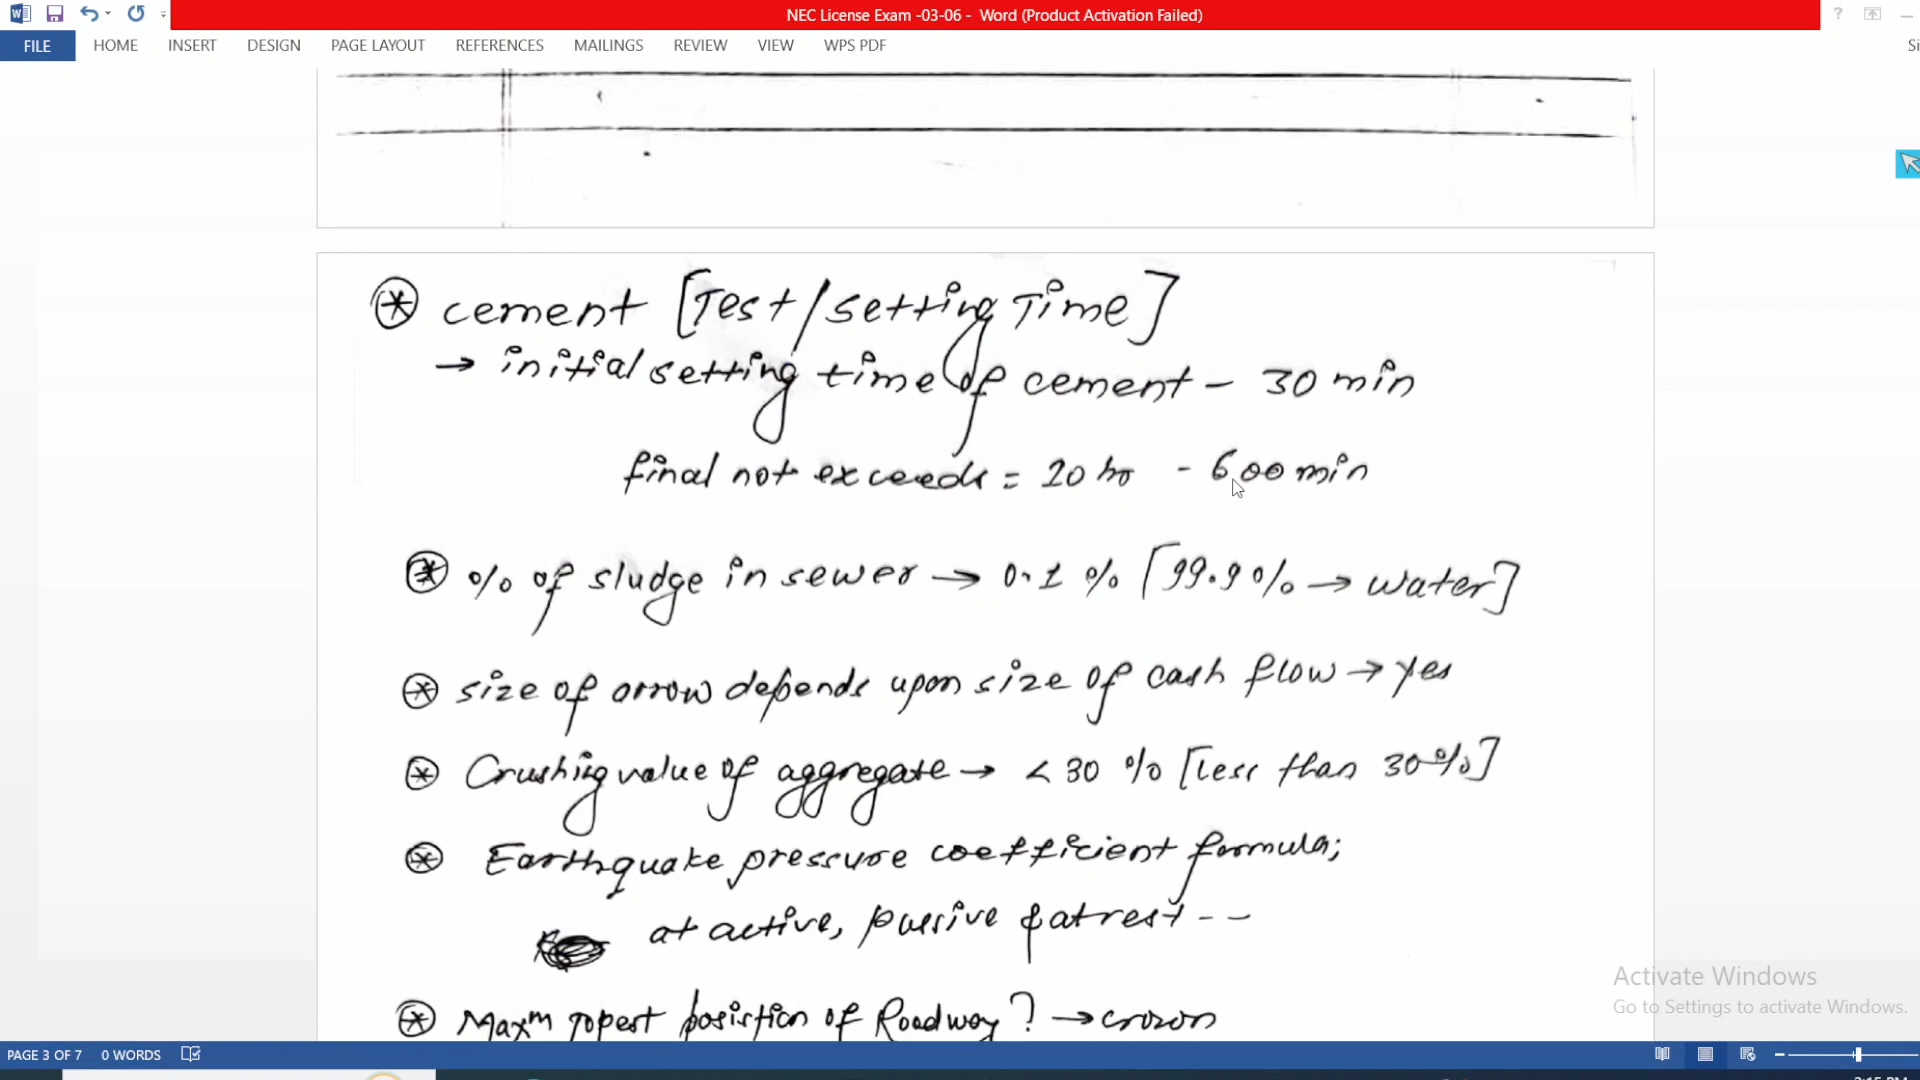 NEC License Exam -03-06 - Word (Product Activation Failed)
FILE HOME INSERT DESIGN PAGE LAYOUT REFERENCES MAILINGS REVIEW VIEW WPS PDF Si
⊛ cement [Test/setting Time]
→ initial setting time of cement - 30 min
final not exceeds = 10 hr - 600 min
⊛ % of sludge in sewer → 0.1 % [99.9% → water]
⊛ size of arrow depends upon size of cash flow → yes
⊛ Crushing value of aggregate → < 30 % [less than 30%]
⊛ Earthquake pressure coefficient formula;
at active, passive & at rest - -
⊛ Maxm topest position of Roadway? → crown
Activate Windows
Go to Settings to activate Windows.
PAGE 3 OF 7 0 WORDS